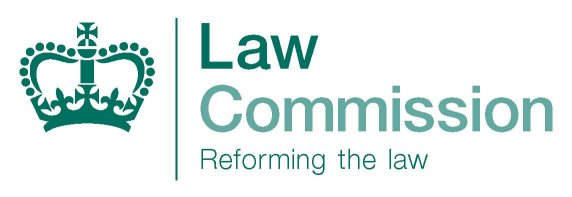 Law
Commission
Reforming the law